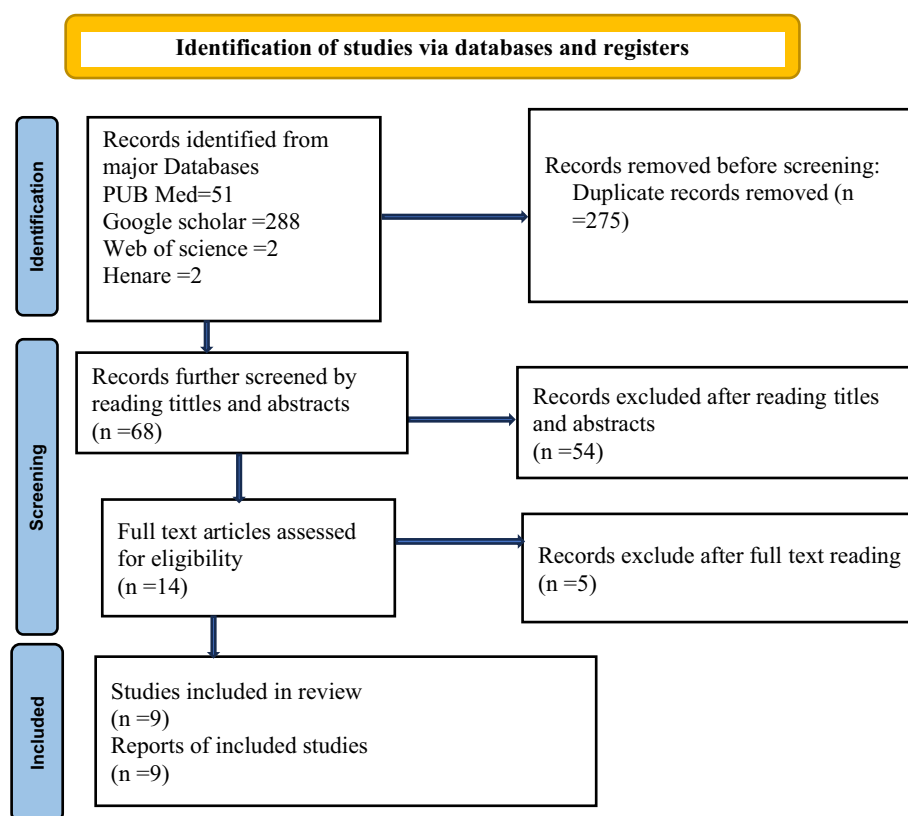 Identification of studies via databases and registers
Identification
Records identified from
major Databases
PUB Med=51
Google scholar =288
Web of science =2
Henare =2
Records removed before screening:
Duplicate records removed (n
=275)
Screening
Records further screened by
reading tittles and abstracts
(n =68)
Records excluded after reading titles
and abstracts
(n =54)
Full text articles assessed
for eligibility
(n =14)
Records exclude after full text reading
(n =5)
Included
Studies included in review
(n =9)
Reports of included studies
(n =9)